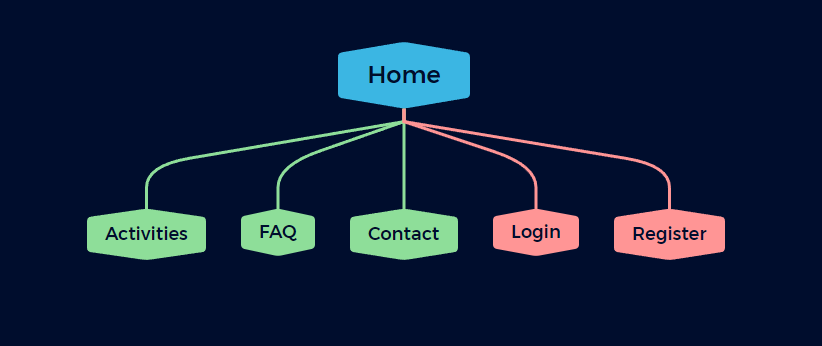 Home
Activities
FAQ
Contact
Login
Register